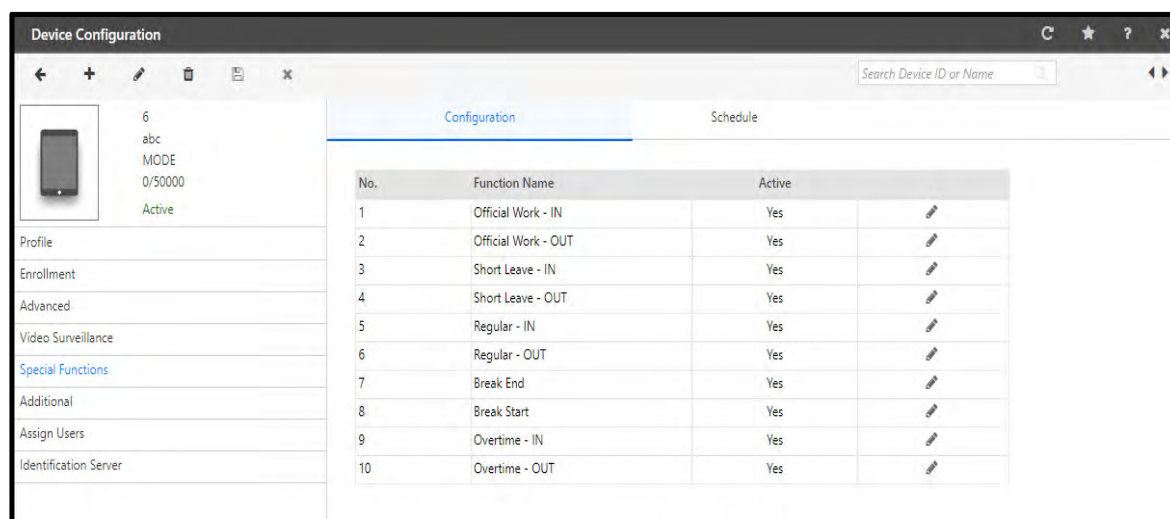 Device Configuration
?
Search Device ID or Name
6
abc
MODE
0/50000
Active
Profile
Enrollment
Advanced
Video Surveillance
Special Functions
Additional
Assign Users
Identification Server
Configuration Schedule
No. Function Name Active
1 Official Work - IN Yes
2 Official Work - OUT Yes
3 Short Leave - IN Yes
4 Short Leave - OUT Yes
5 Regular - IN Yes
6 Regular - OUT Yes
7 Break End Yes
8 Break Start Yes
9 Overtime - IN Yes
10 Overtime - OUT Yes